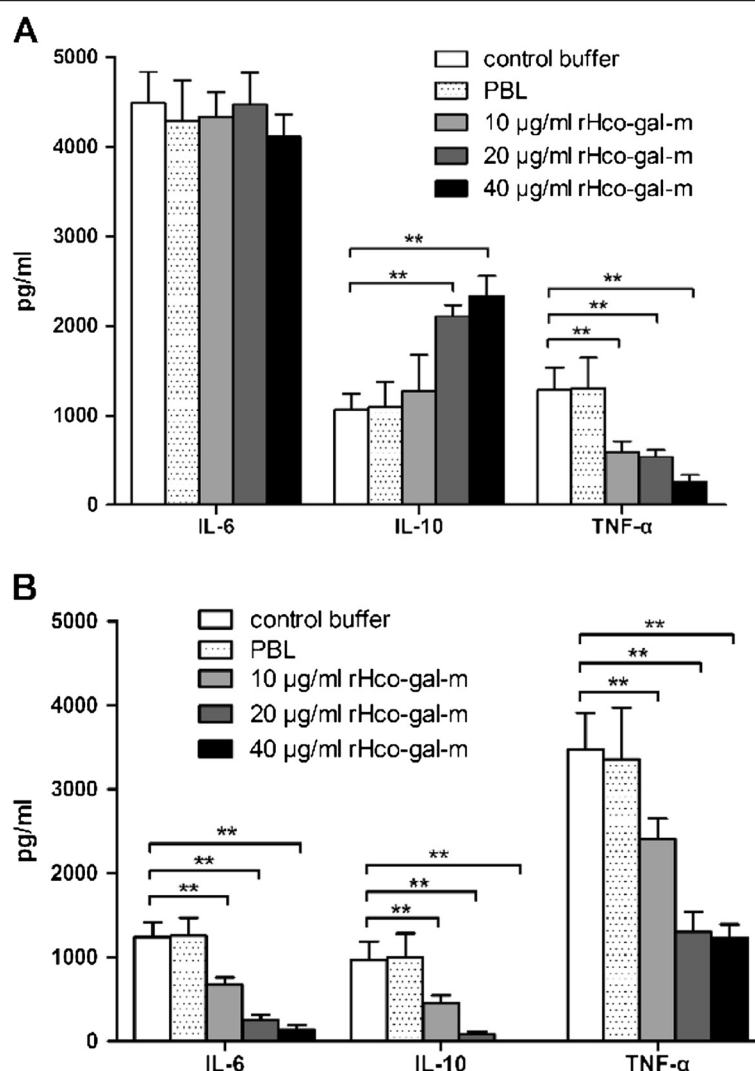 A
5000
4000
3000
2000
1000
0
pg/ml
control buffer
PBL
10 µg/ml rHco-gal-m
20 µg/ml rHco-gal-m
40 µg/ml rHco-gal-m
**
**
**
**
**
IL-6 IL-10 TNF-α
B
5000
4000
3000
2000
1000
0
pg/ml
control buffer
PBL
10 µg/ml rHco-gal-m
20 µg/ml rHco-gal-m
40 µg/ml rHco-gal-m
**
**
**
**
**
**
**
**
**
IL-6 IL-10 TNF-α